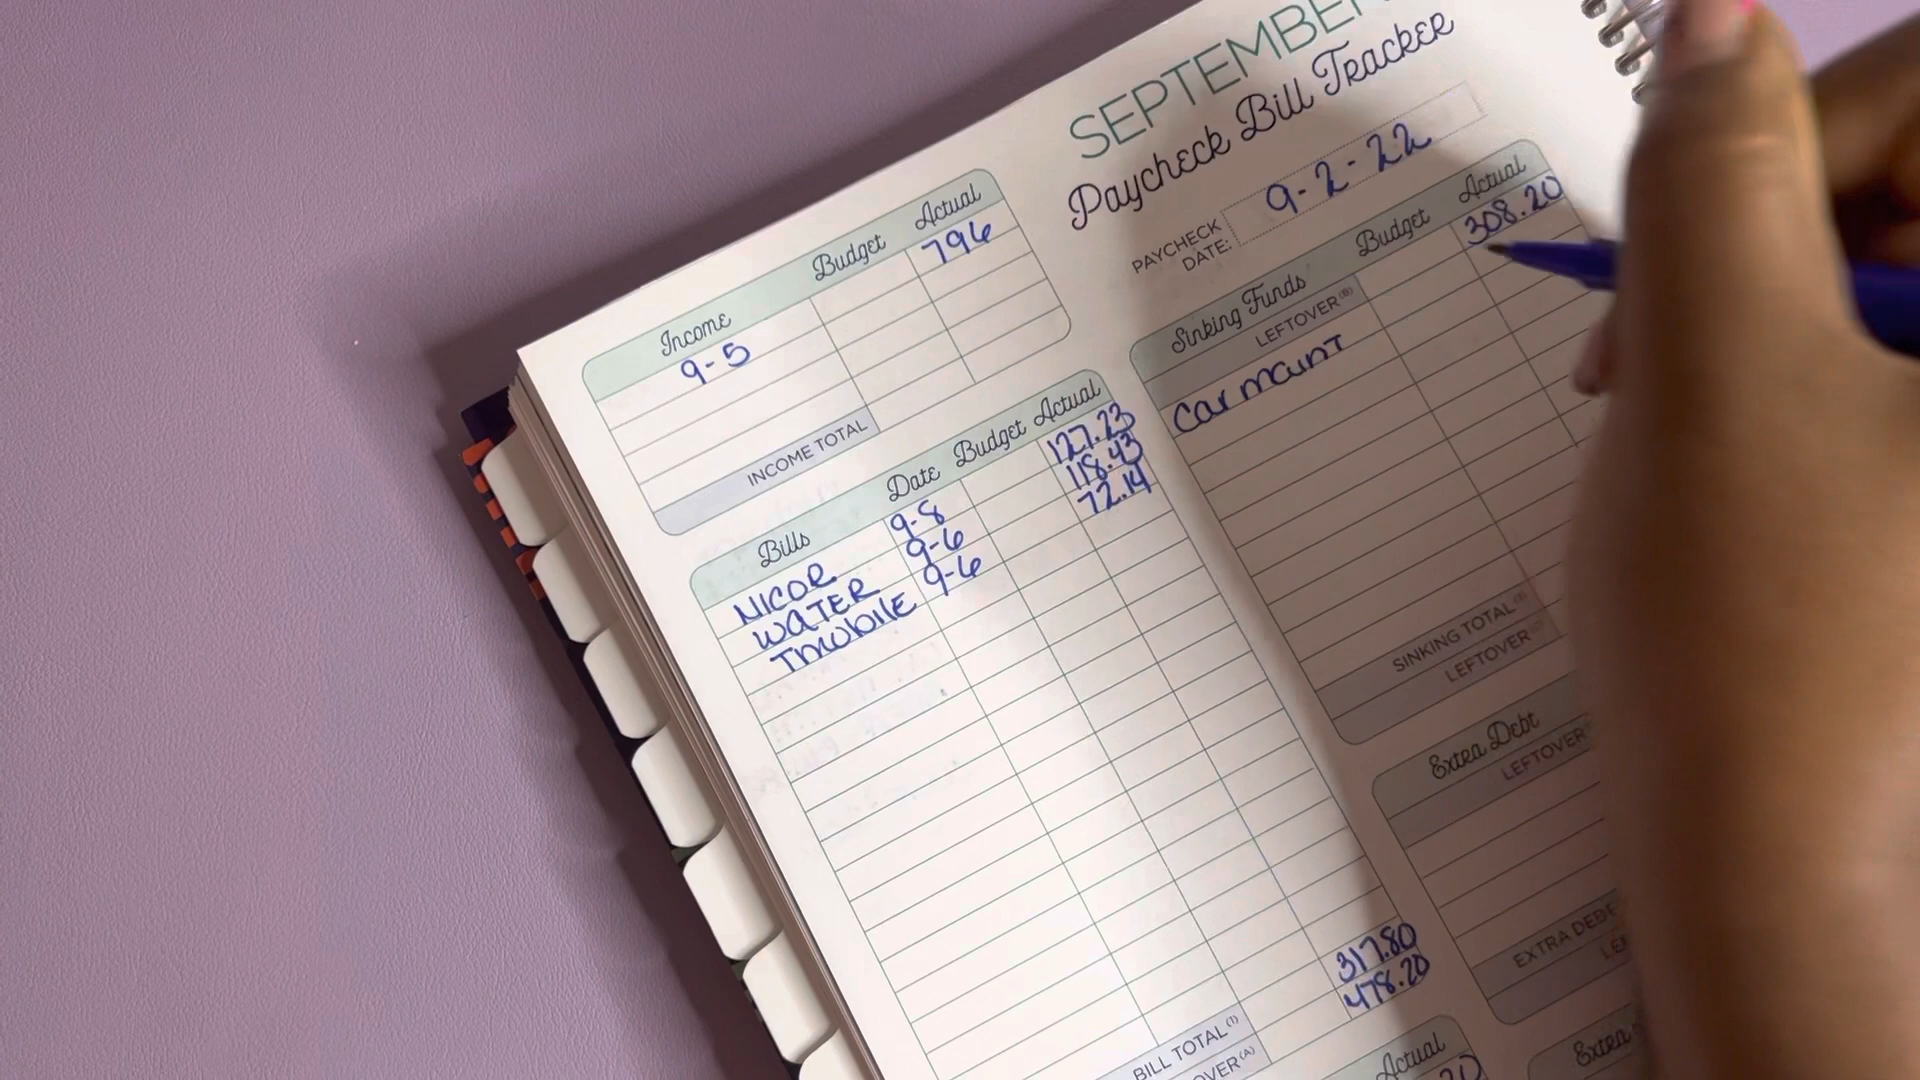 SEPTEMBER
Paycheck Bill Tracker
PAYCHECK DATE: 9-2-22
Income Budget Actual
9-5 796
INCOME TOTAL
Bills Date Budget Actual
NICOR 9-8 127.23
WATER 9-6 118.43
TMOBILE 9-6 72.14
317.80
478.20
BILL TOTAL (1)
(A)
Sinking Funds Budget Actual
LEFTOVER (B) 308.20
Car maint
SINKING TOTAL (3)
LEFTOVER
Extra Debt
LEFTOVER
EXTRA
Actual
Extra